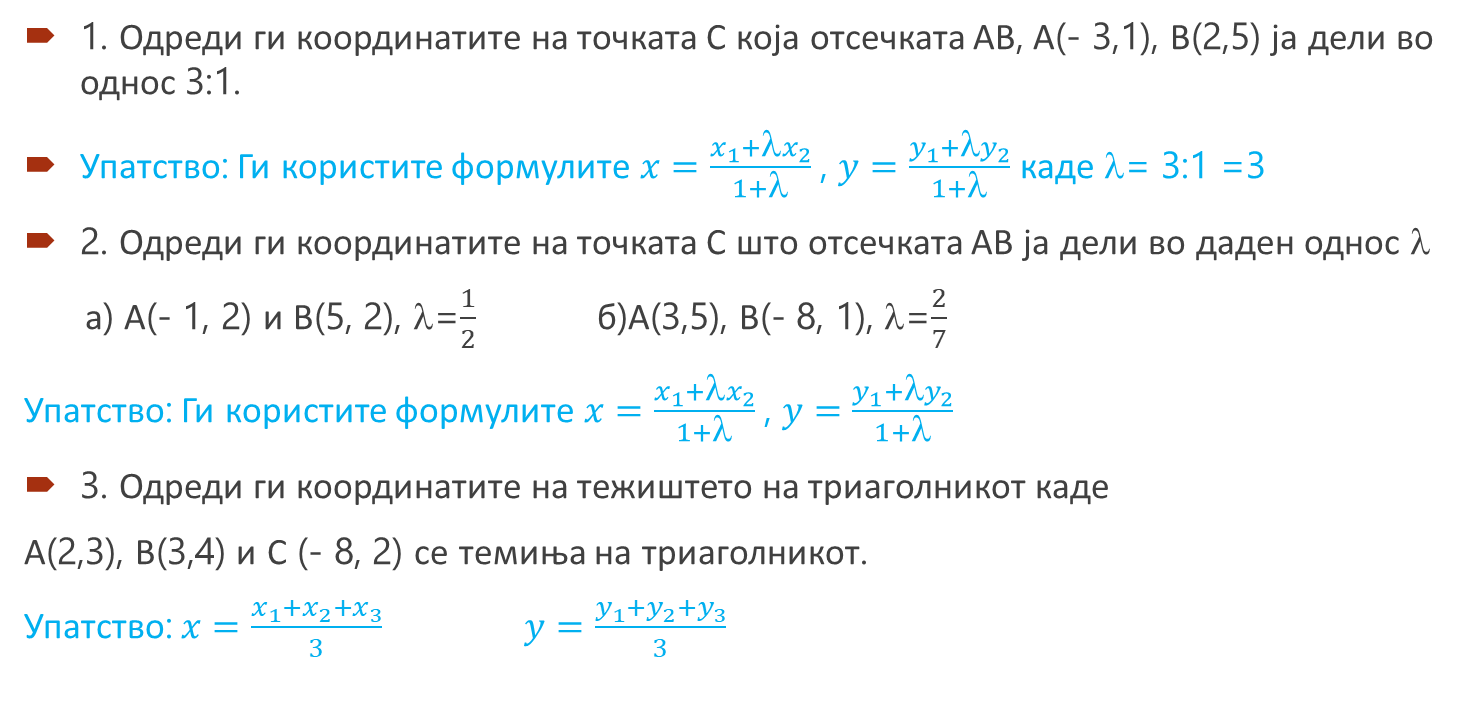 1. Одреди ги координатите на точката C која отсечката AB, A(- 3,1), B(2,5) ја дели во
однос 3:1.
Упатство: Ги користите формулите x = (x₁+λx₂)/(1+λ) , y = (y₁+λy₂)/(1+λ) каде λ= 3:1 =3
2. Одреди ги координатите на точката C што отсечката AB ја дели во даден однос λ
а) A(- 1, 2) и B(5, 2), λ=1/2 б)A(3,5), B(- 8, 1), λ=2/7
Упатство: Ги користите формулите x = (x₁+λx₂)/(1+λ) , y = (y₁+λy₂)/(1+λ)
3. Одреди ги координатите на тежиштето на триаголникот каде
A(2,3), B(3,4) и C (- 8, 2) се темиња на триаголникот.
Упатство: x = (x₁+x₂+x₃)/3 y = (y₁+y₂+y₃)/3